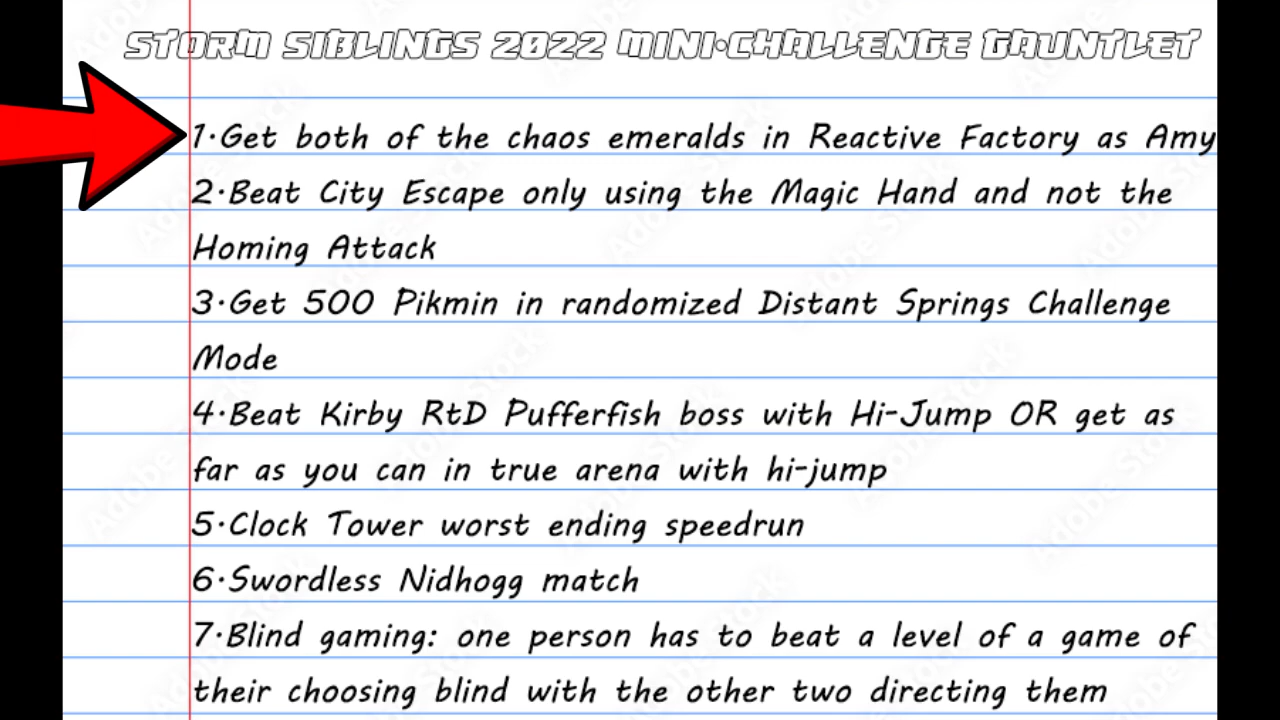 STORM SIBLINGS 2022 MINI-CHALLENGE GAUNTLET
1·Get both of the chaos emeralds in Reactive Factory as Amy
2·Beat City Escape only using the Magic Hand and not the
Homing Attack
3·Get 500 Pikmin in randomized Distant Springs Challenge
Mode
4·Beat Kirby RtD Pufferfish boss with Hi-Jump OR get as
far as you can in true arena with hi-jump
5·Clock Tower worst ending speedrun
6·Swordless Nidhogg match
7·Blind gaming: one person has to beat a level of a game of
their choosing blind with the other two directing them